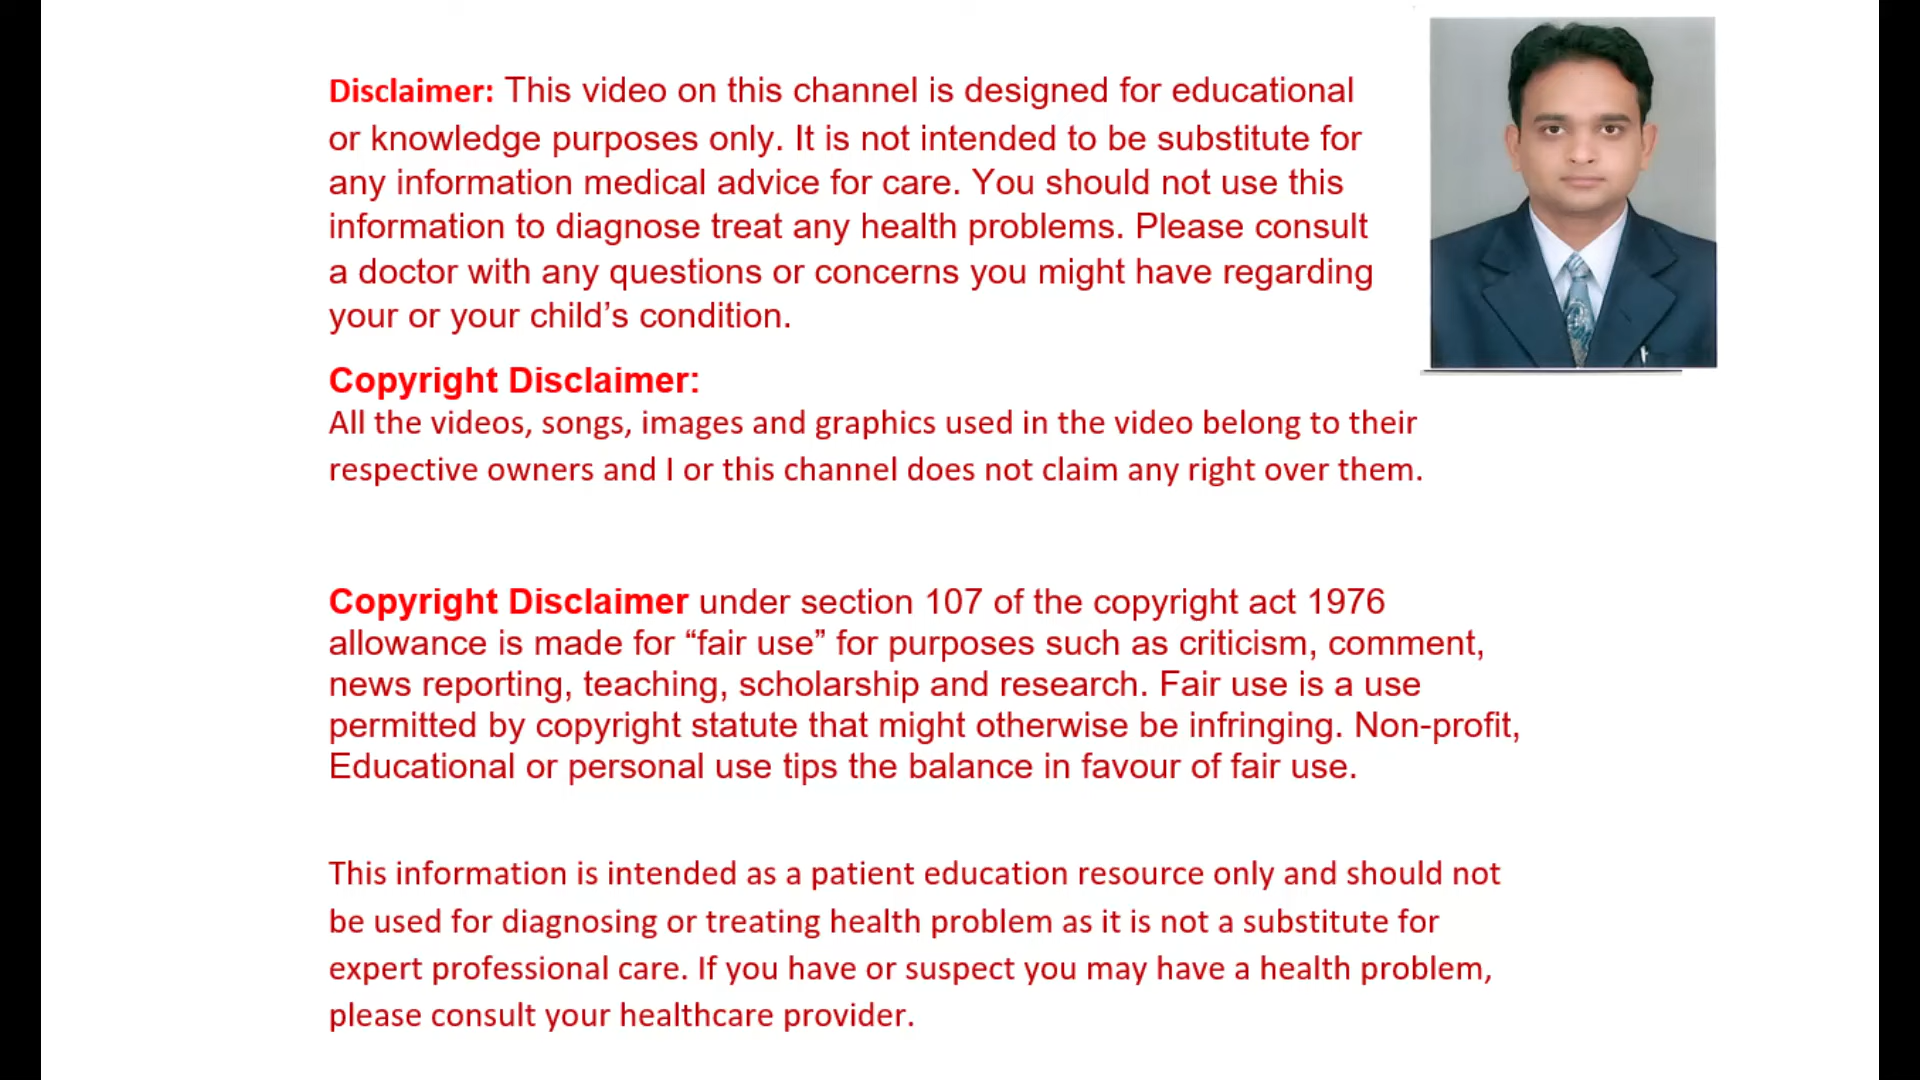 Disclaimer: This video on this channel is designed for educational
or knowledge purposes only. It is not intended to be substitute for
any information medical advice for care. You should not use this
information to diagnose treat any health problems. Please consult
a doctor with any questions or concerns you might have regarding
your or your child’s condition.
Copyright Disclaimer:
All the videos, songs, images and graphics used in the video belong to their
respective owners and I or this channel does not claim any right over them.
Copyright Disclaimer under section 107 of the copyright act 1976
allowance is made for “fair use” for purposes such as criticism, comment,
news reporting, teaching, scholarship and research. Fair use is a use
permitted by copyright statute that might otherwise be infringing. Non-profit,
Educational or personal use tips the balance in favour of fair use.
This information is intended as a patient education resource only and should not
be used for diagnosing or treating health problem as it is not a substitute for
expert professional care. If you have or suspect you may have a health problem,
please consult your healthcare provider.